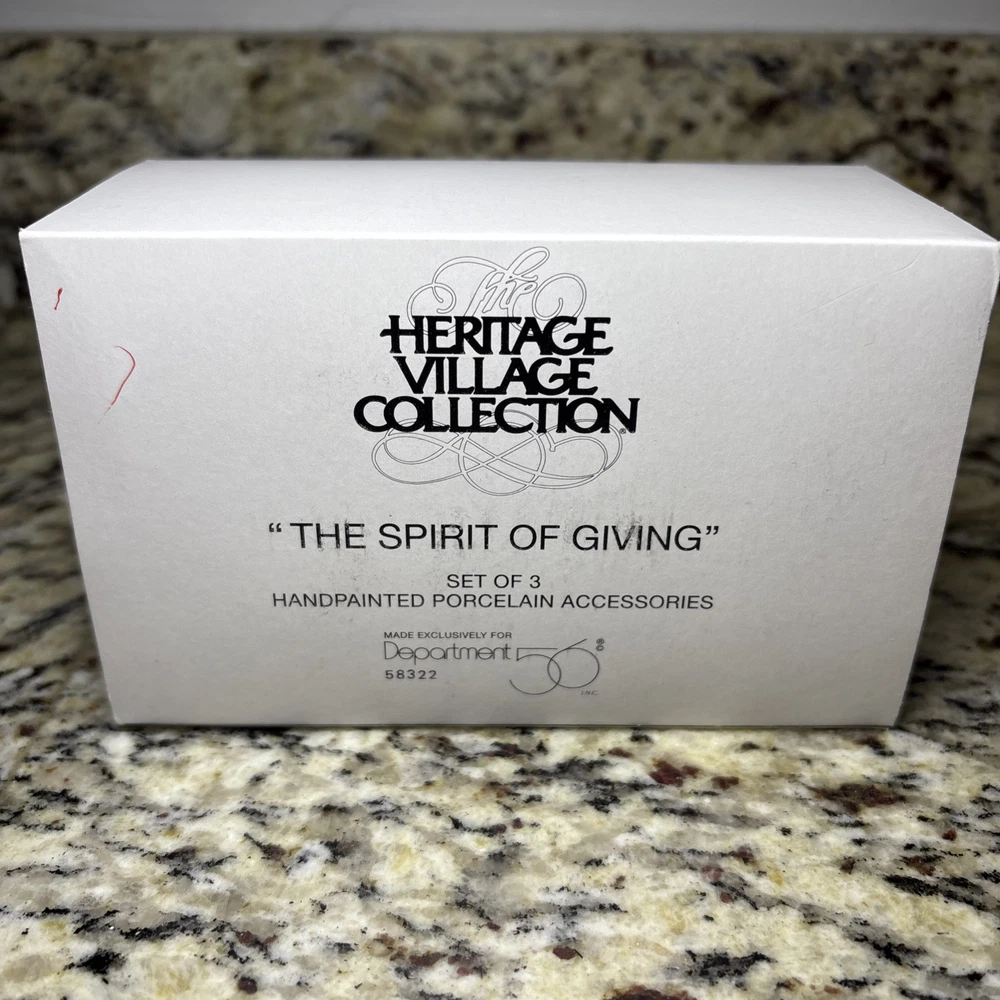 The
HERITAGE
VILLAGE
COLLECTION®
“THE SPIRIT OF GIVING”
SET OF 3
HANDPAINTED PORCELAIN ACCESSORIES
MADE EXCLUSIVELY FOR
Department 56®
58322
INC.